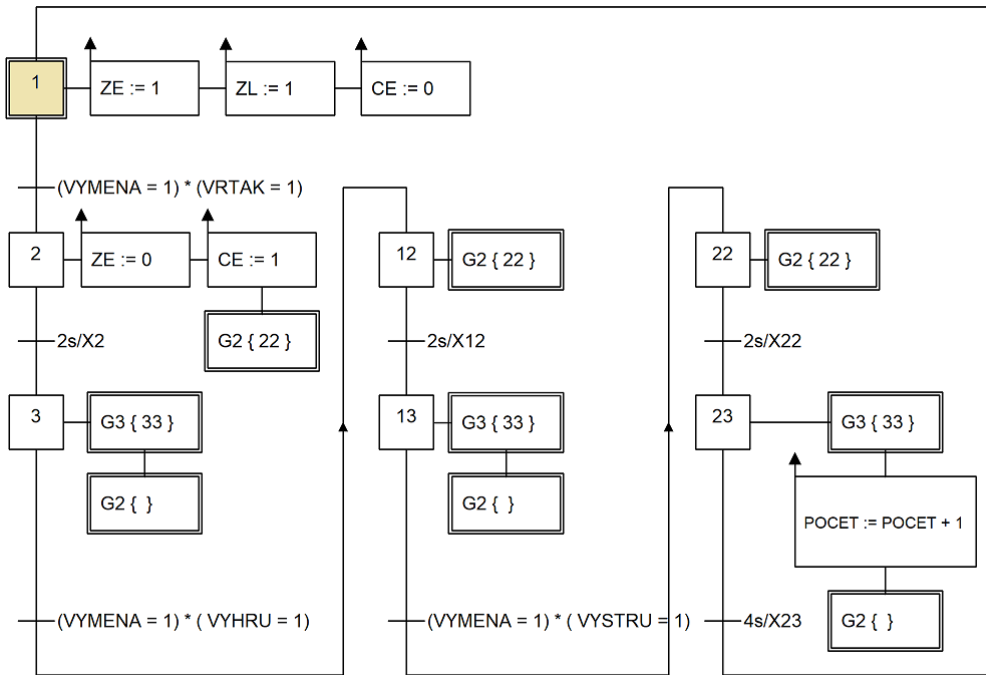 1
ZE := 1
ZL := 1
CE := 0
(VYMENA = 1) * (VRTAK = 1)
2
ZE := 0
CE := 1
G2 { 22 }
2s/X2
3
G3 { 33 }
G2 { }
(VYMENA = 1) * ( VYHRU = 1)
12
G2 { 22 }
2s/X12
13
G3 { 33 }
G2 { }
(VYMENA = 1) * ( VYSTRU = 1)
22
G2 { 22 }
2s/X22
23
G3 { 33 }
POCET := POCET + 1
G2 { }
4s/X23